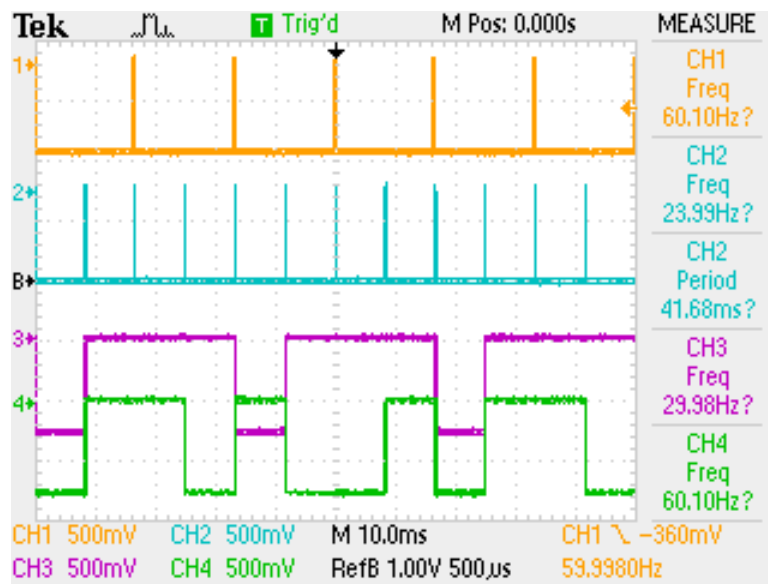 Tek T Trig'd M Pos: 0.000s MEASURE
1
CH1
Freq
60.10Hz?
2
CH2
Freq
23.99Hz?
B
CH2
Period
41.68ms?
3
CH3
Freq
29.98Hz?
4
CH4
Freq
60.10Hz?
CH1 500mV CH2 500mV M 10.0ms CH1 \ -360mV
CH3 500mV CH4 500mV RefB 1.00V 500µs 59.9980Hz